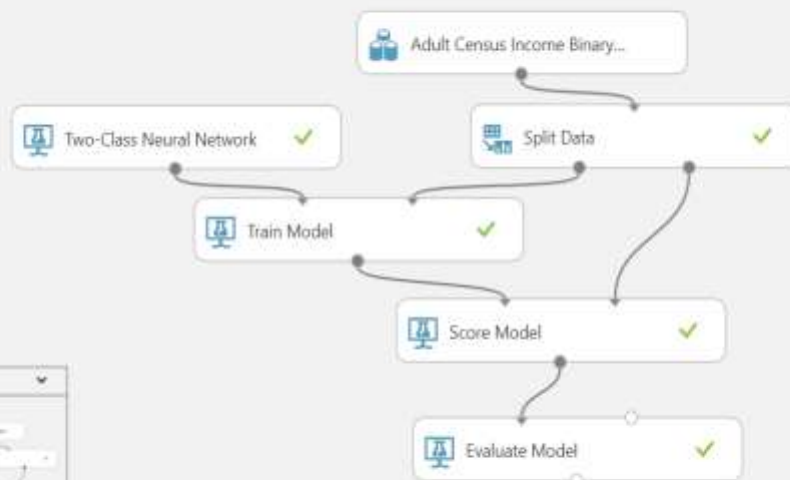 Adult Census Income Binary...
Two-Class Neural Network
Split Data
Train Model
Score Model
Evaluate Model